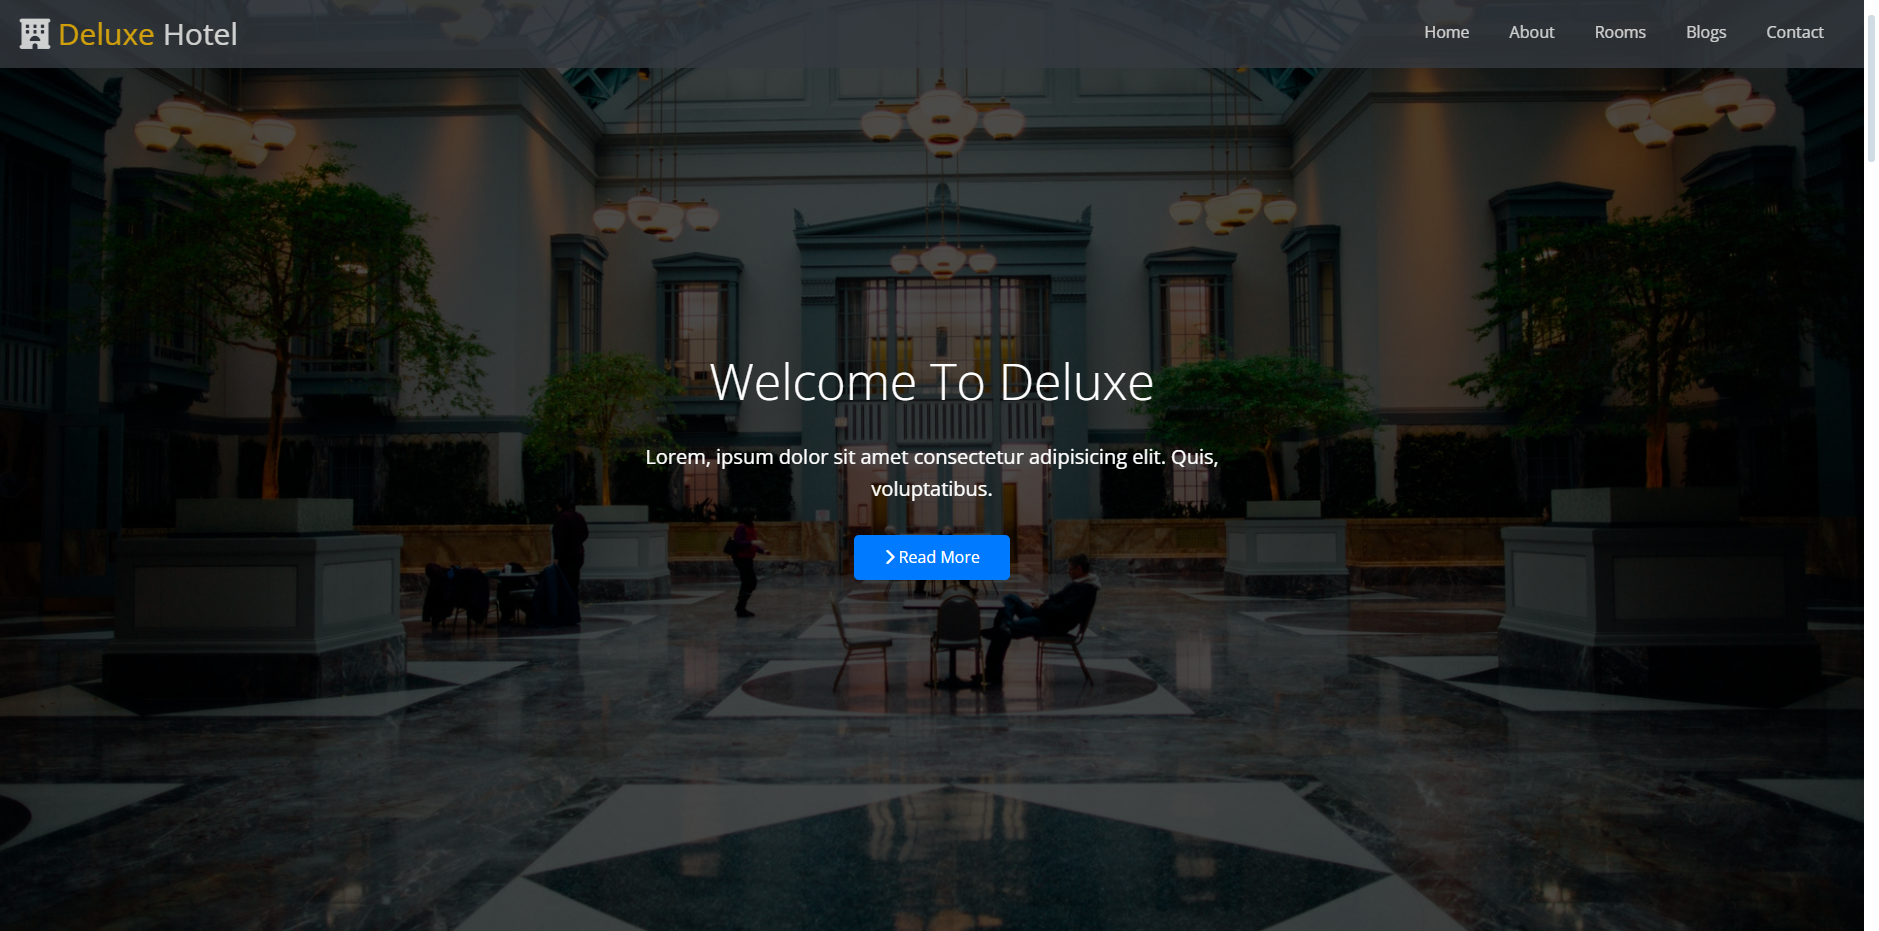 Deluxe Hotel
Home About Rooms Blogs Contact
Welcome To Deluxe
Lorem, ipsum dolor sit amet consectetur adipisicing elit. Quis,
voluptatibus.
Read More